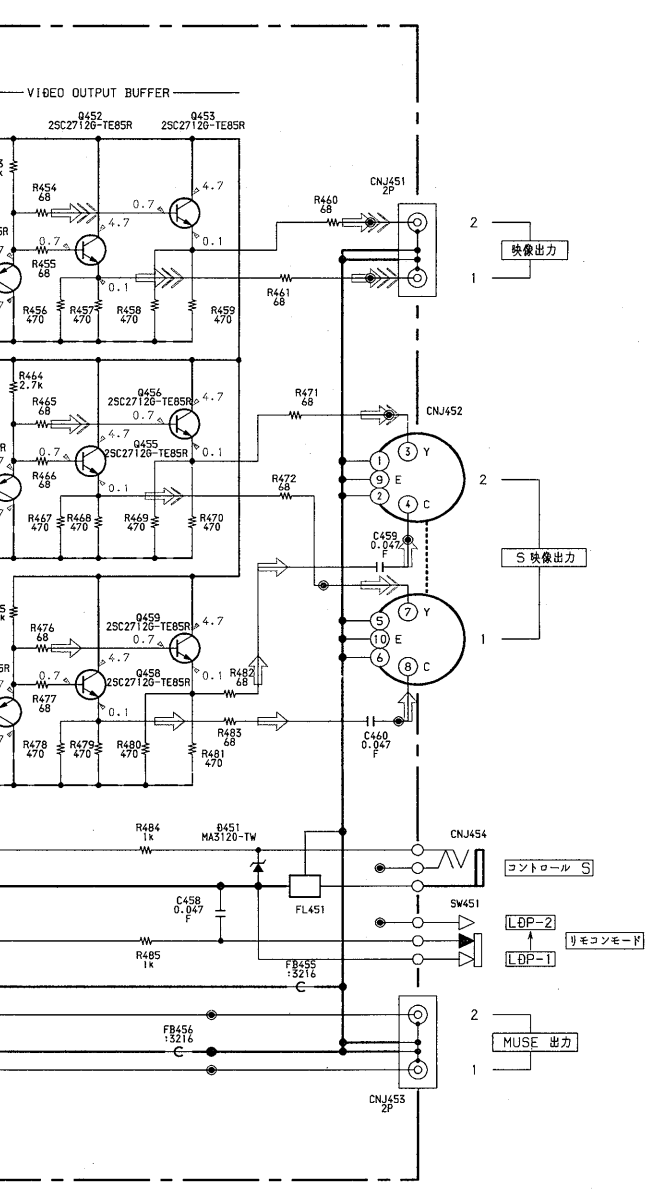 VIDEO OUTPUT BUFFER
Q452
2SC2712G-TE85R
Q453
2SC2712G-TE85R
R454
68
0.7
4.7
R460
68
CNJ451
2P
2
映像出力
1
0.7
4.7
0.1
R455
68
0.1
R461
68
R456
470
R457
470
R458
470
R459
470
R464
2.7k
R465
68
Q456
2SC2712G-TE85R
0.7
4.7
R471
68
CNJ452
4.7
Q455
2SC2712G-TE85R
0.7
0.1
R466
68
0.1
R472
68
3 Y
1
9 E
2
4 C
2
R467
470
R468
470
R469
470
R470
470
C459
0.047
F
S 映像出力
7 Y
5
10 E
6
8 C
1
R476
68
Q459
2SC2712G-TE85R
0.7
4.7
4.7
Q458
2SC2712G-TE85R
0.7
0.1
R477
68
0.1
R482
68
R483
68
C460
0.047
F
R478
470
R479
470
R480
470
R481
470
R484
1k
D451
MA3120-TW
CNJ454
コントロール S
C458
0.047
F
FL451
SW451
LDP-2
リモコンモード
LDP-1
R485
1k
FB455
:3216
FB456
:3216
2
MUSE 出力
1
CNJ453
2P